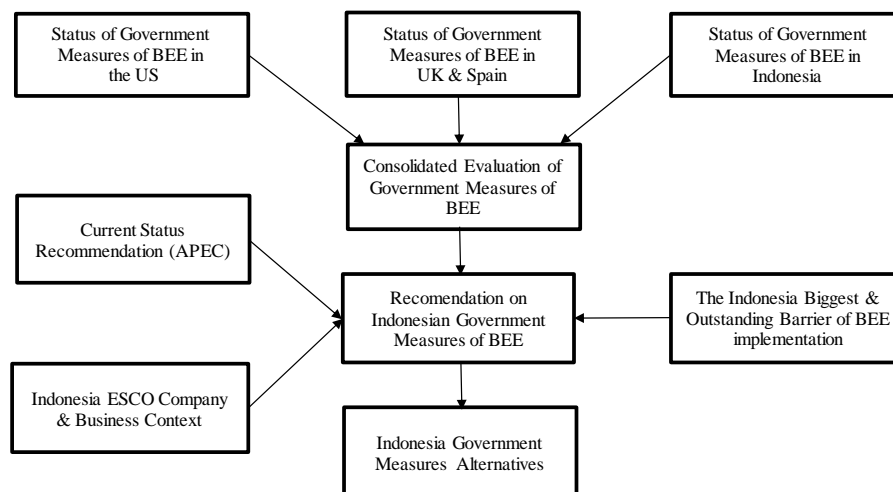 Status of Government
Measures of BEE in
the US
Status of Government
Measures of BEE in
UK & Spain
Status of Government
Measures of BEE in
Indonesia
Consolidated Evaluation of
Government Measures of
BEE
Current Status
Recommendation (APEC)
Recomendation on
Indonesian Government
Measures of BEE
The Indonesia Biggest &
Outstanding Barrier of BEE
implementation
Indonesia ESCO Company
& Business Context
Indonesia Government
Measures Alternatives